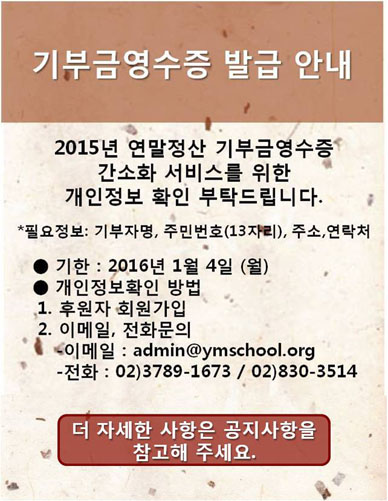 기부금영수증 발급 안내
2015년 연말정산 기부금영수증
간소화 서비스를 위한
개인정보 확인 부탁드립니다.
*필요정보: 기부자명, 주민번호(13자리), 주소,연락처
● 기한 : 2016년 1월 4일 (월)
● 개인정보확인 방법
1. 후원자 회원가입
2. 이메일, 전화문의
-이메일 : admin@ymschool.org
-전화 : 02)3789-1673 / 02)830-3514
더 자세한 사항은 공지사항을
참고해 주세요.